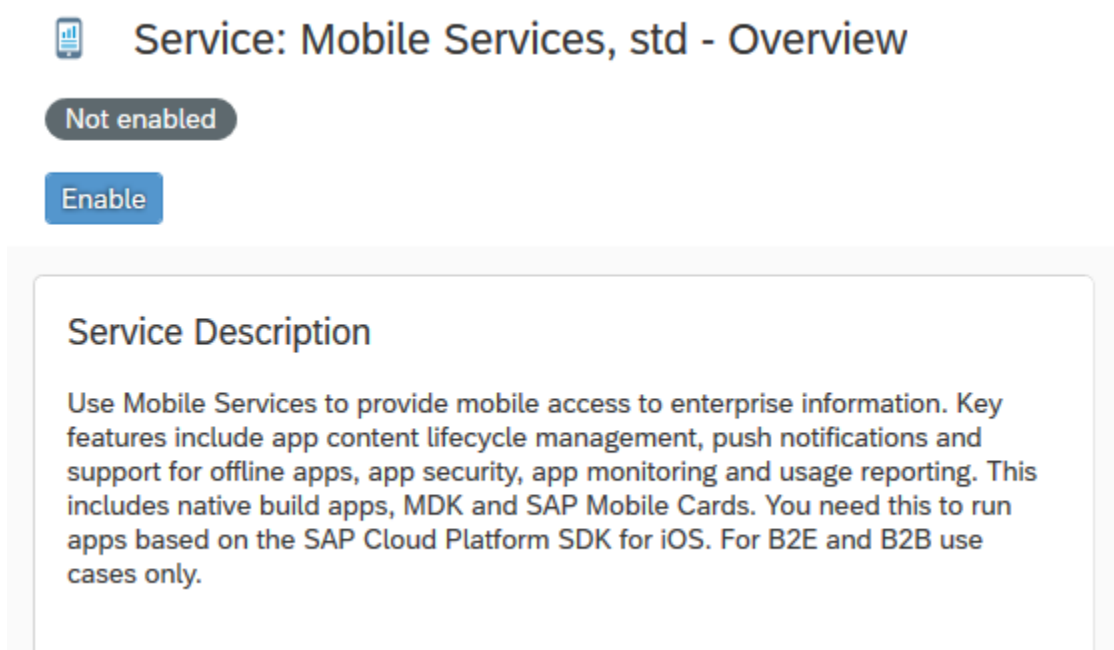 Service: Mobile Services, std - Overview
Not enabled
Enable
Service Description
Use Mobile Services to provide mobile access to enterprise information. Key
features include app content lifecycle management, push notifications and
support for offline apps, app security, app monitoring and usage reporting. This
includes native build apps, MDK and SAP Mobile Cards. You need this to run
apps based on the SAP Cloud Platform SDK for iOS. For B2E and B2B use
cases only.